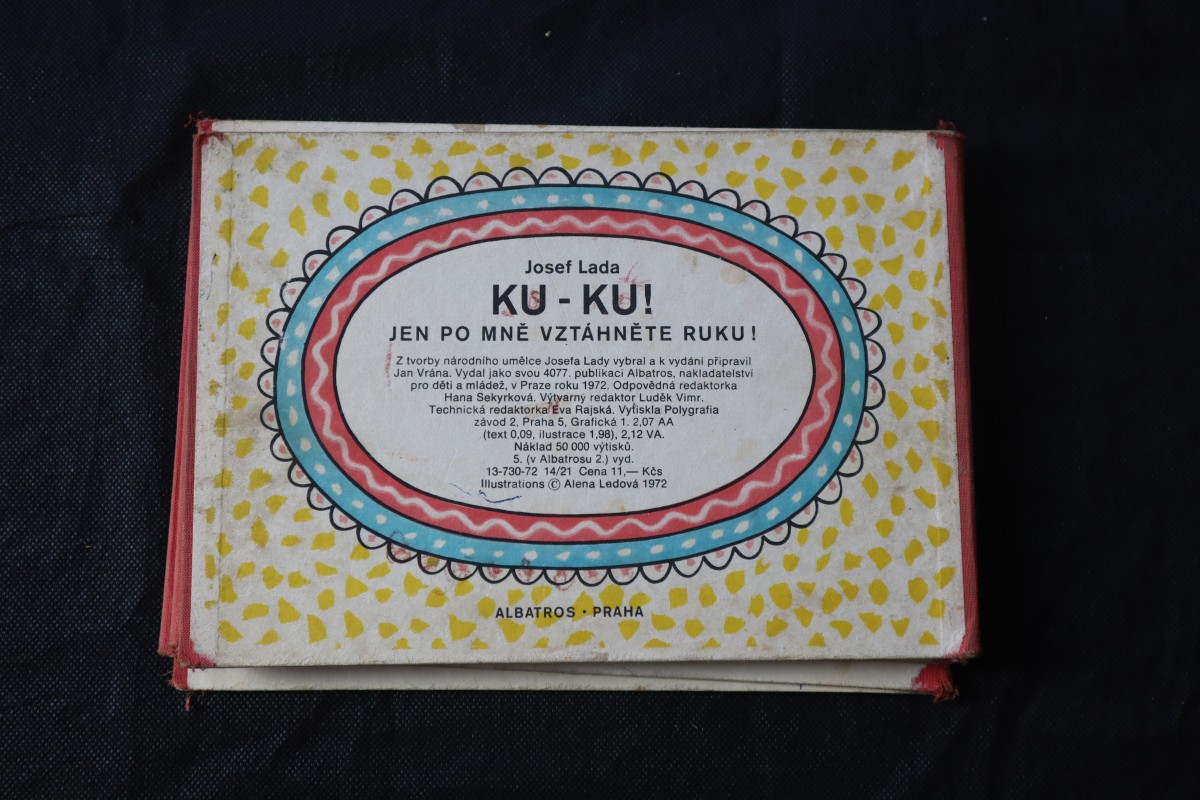 Josef Lada
KU - KU!
JEN PO MNĚ VZTÁHNĚTE RUKU!
Z tvorby národního umělce Josefa Lady vybral a k vydání připravil
Jan Vrána. Vydal jako svou 4077. publikaci Albatros, nakladatelství
pro děti a mládež, v Praze roku 1972. Odpovědná redaktorka
Hana Sekyrková. Výtvarný redaktor Luděk Vimr.
Technická redaktorka Eva Rajská. Vytiskla Polygrafia
závod 2, Praha 5, Grafická 1. 2,07 AA
(text 0,09, ilustrace 1,98), 2,12 VA.
Náklad 50 000 výtisků.
5. (v Albatrosu 2.) vyd.
13-730-72 14/21 Cena 11,— Kčs
Illustrations © Alena Ledová 1972
ALBATROS • PRAHA